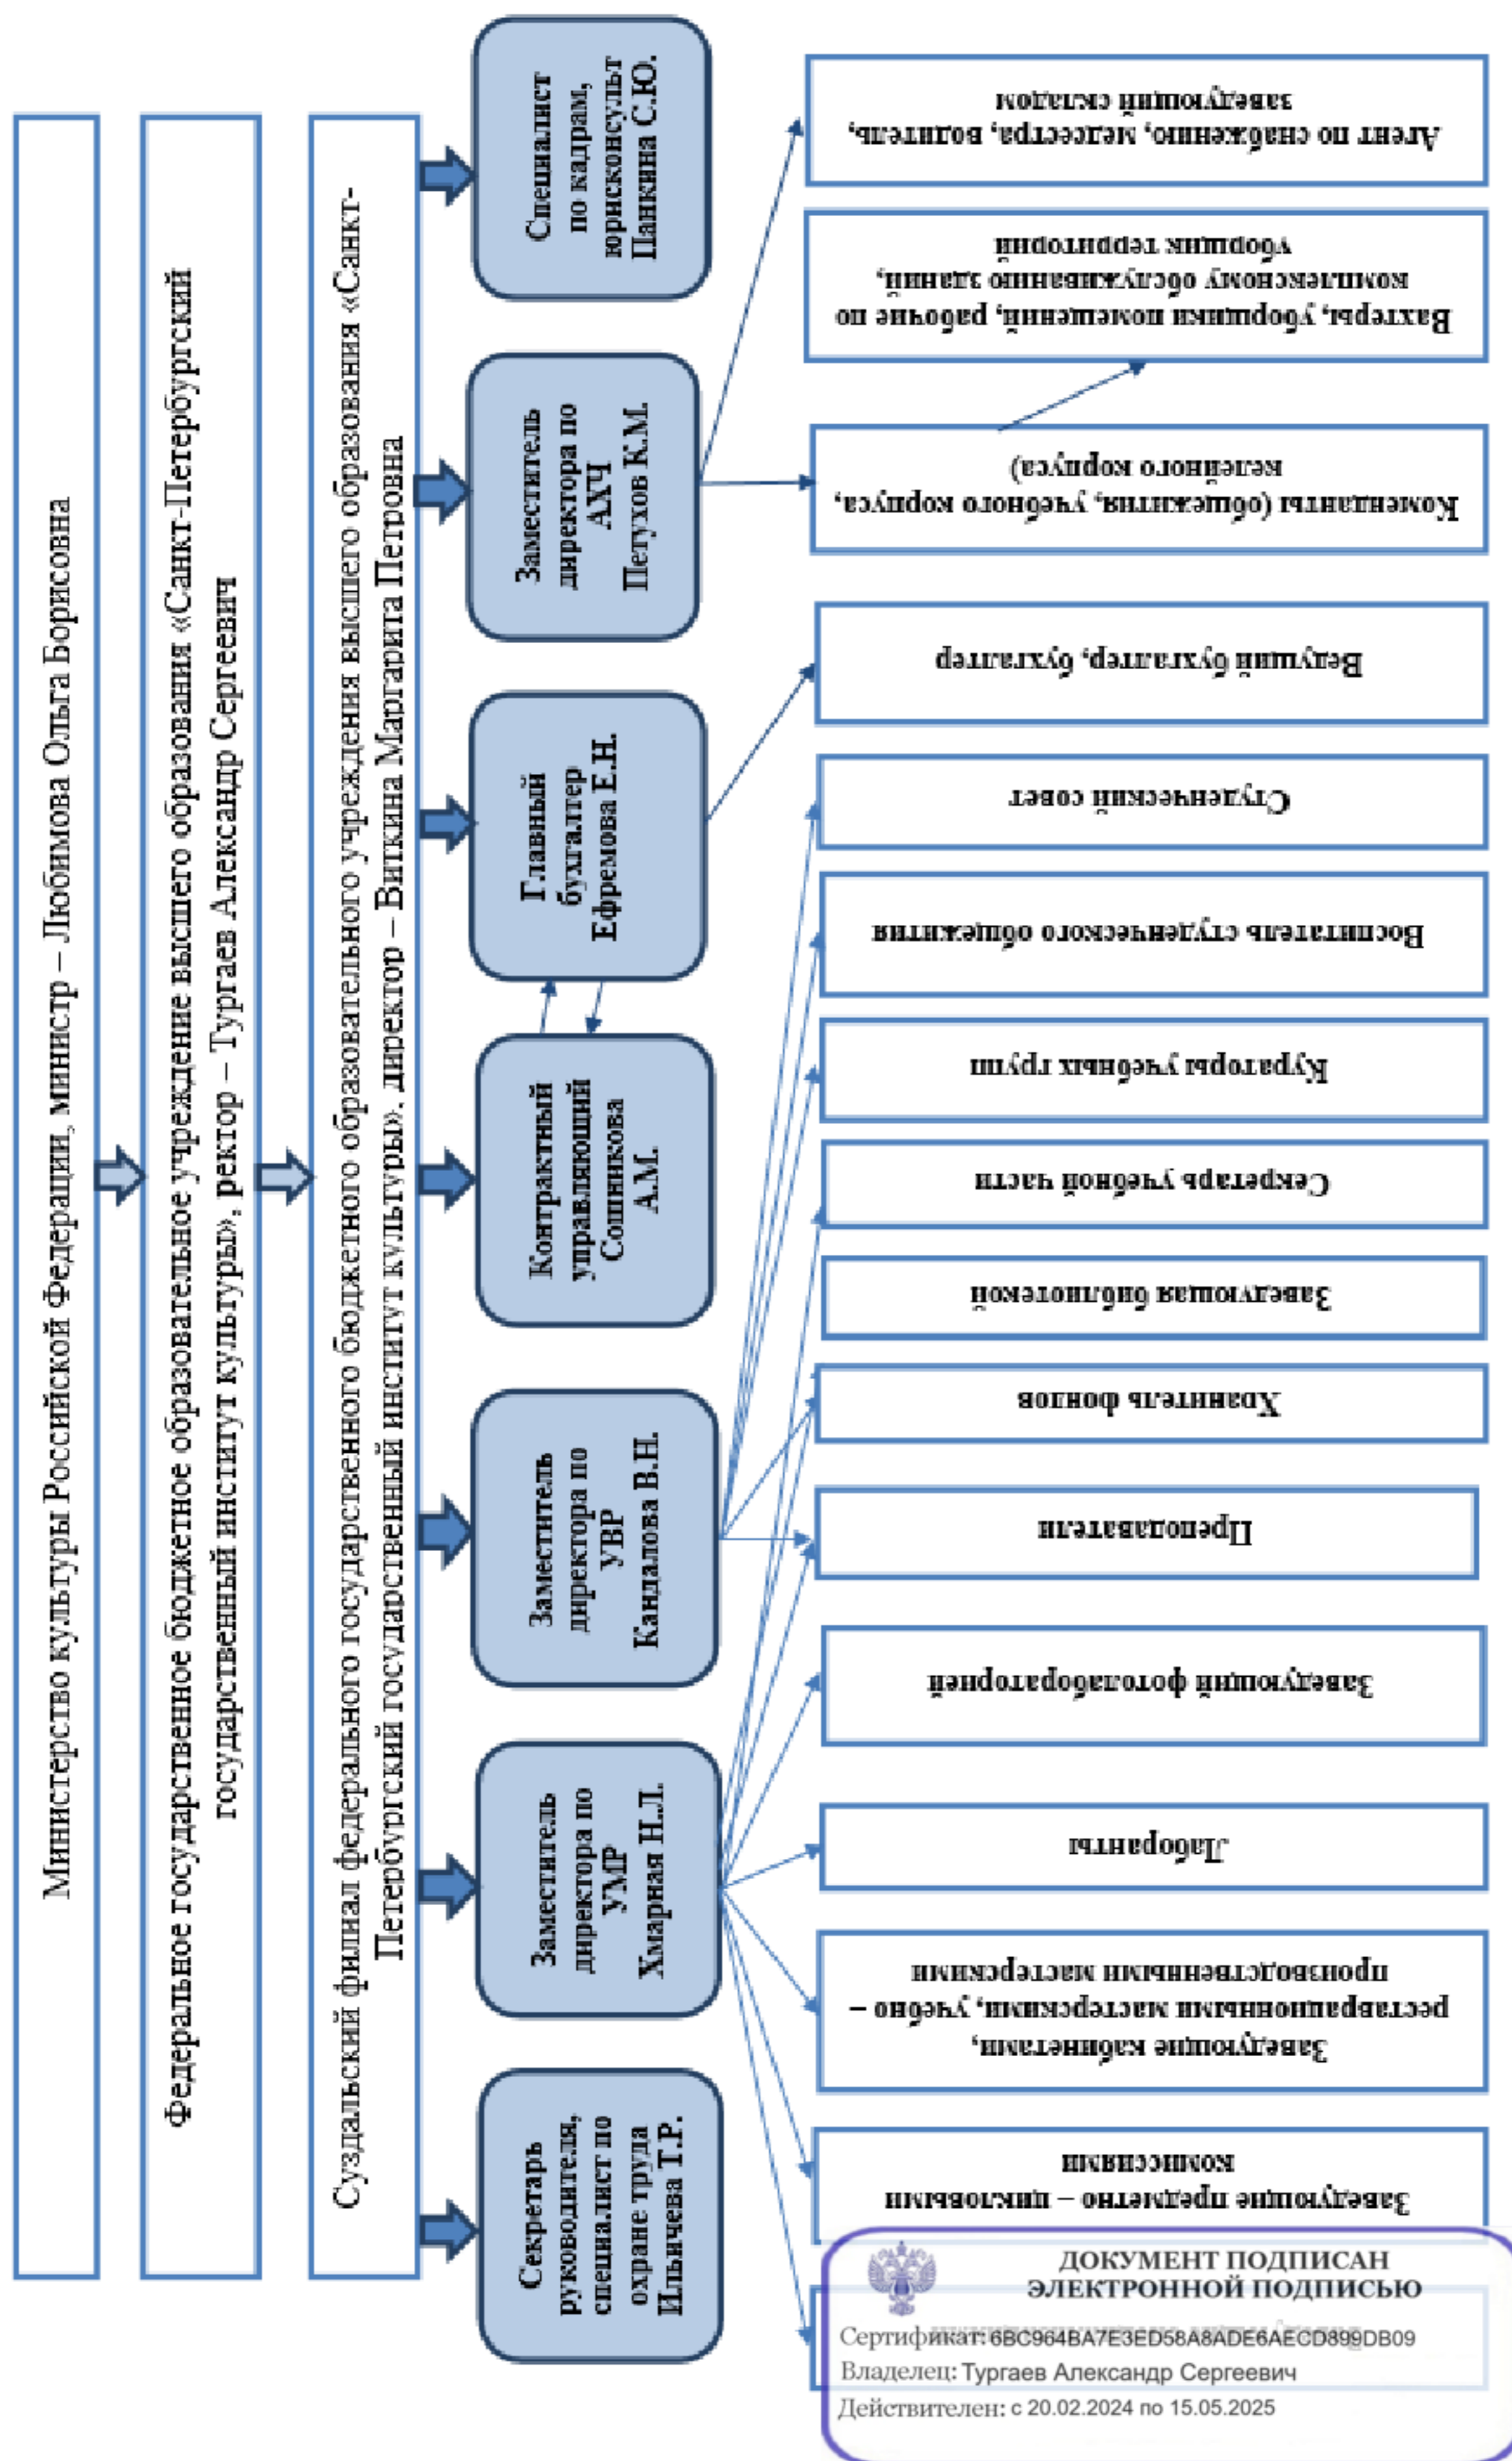 Министерство культуры Российской Федерации, министр – Любимова Ольга Борисовна
Федеральное государственное бюджетное образовательное учреждение высшего образования «Санкт-Петербургский
государственный институт культуры», ректор – Тургаев Александр Сергеевич
Суздальский филиал федерального государственного бюджетного образовательного учреждения высшего образования «Санкт-
Петербургский государственный институт культуры», директор – Виткина Маргарита Петровна
Секретарь
руководителя,
специалист по
охране труда
Ильичева Т.Р.
Заместитель
директора по
УМР
Хмарная Н.Л.
Заместитель
директора по
УВР
Кандалова В.Н.
Контрактный
управляющий
Сошникова
А.М.
Главный
бухгалтер
Ефремова Е.Н.
Заместитель
директора по
АХЧ
Петухов К.М.
Специалист
по кадрам,
юрисконсульт
Панкина С.Ю.
Заведующие предметно – цикловыми
комиссиями
Заведующие кабинетами,
реставрационными мастерскими, учебно –
производственными мастерскими
Лаборанты
Заведующий фотолабораторией
Преподаватели
Хранитель фондов
Заведующая библиотекой
Секретарь учебной части
Кураторы учебных групп
Воспитатель студенческого общежития
Студенческий совет
Ведущий бухгалтер, бухгалтер
Коменданты (общежития, учебного корпуса,
келейного корпуса)
Вахтеры, уборщики помещений, рабочие по
комплексному обслуживанию зданий,
уборщик территорий
Агент по снабжению, медсестра, водитель,
заведующий складом
ДОКУМЕНТ ПОДПИСАН
ЭЛЕКТРОННОЙ ПОДПИСЬЮ
Сертификат: 6BC964BA7E3ED58A8ADE6AECD899DB09
Владелец: Тургаев Александр Сергеевич
Действителен: с 20.02.2024 по 15.05.2025